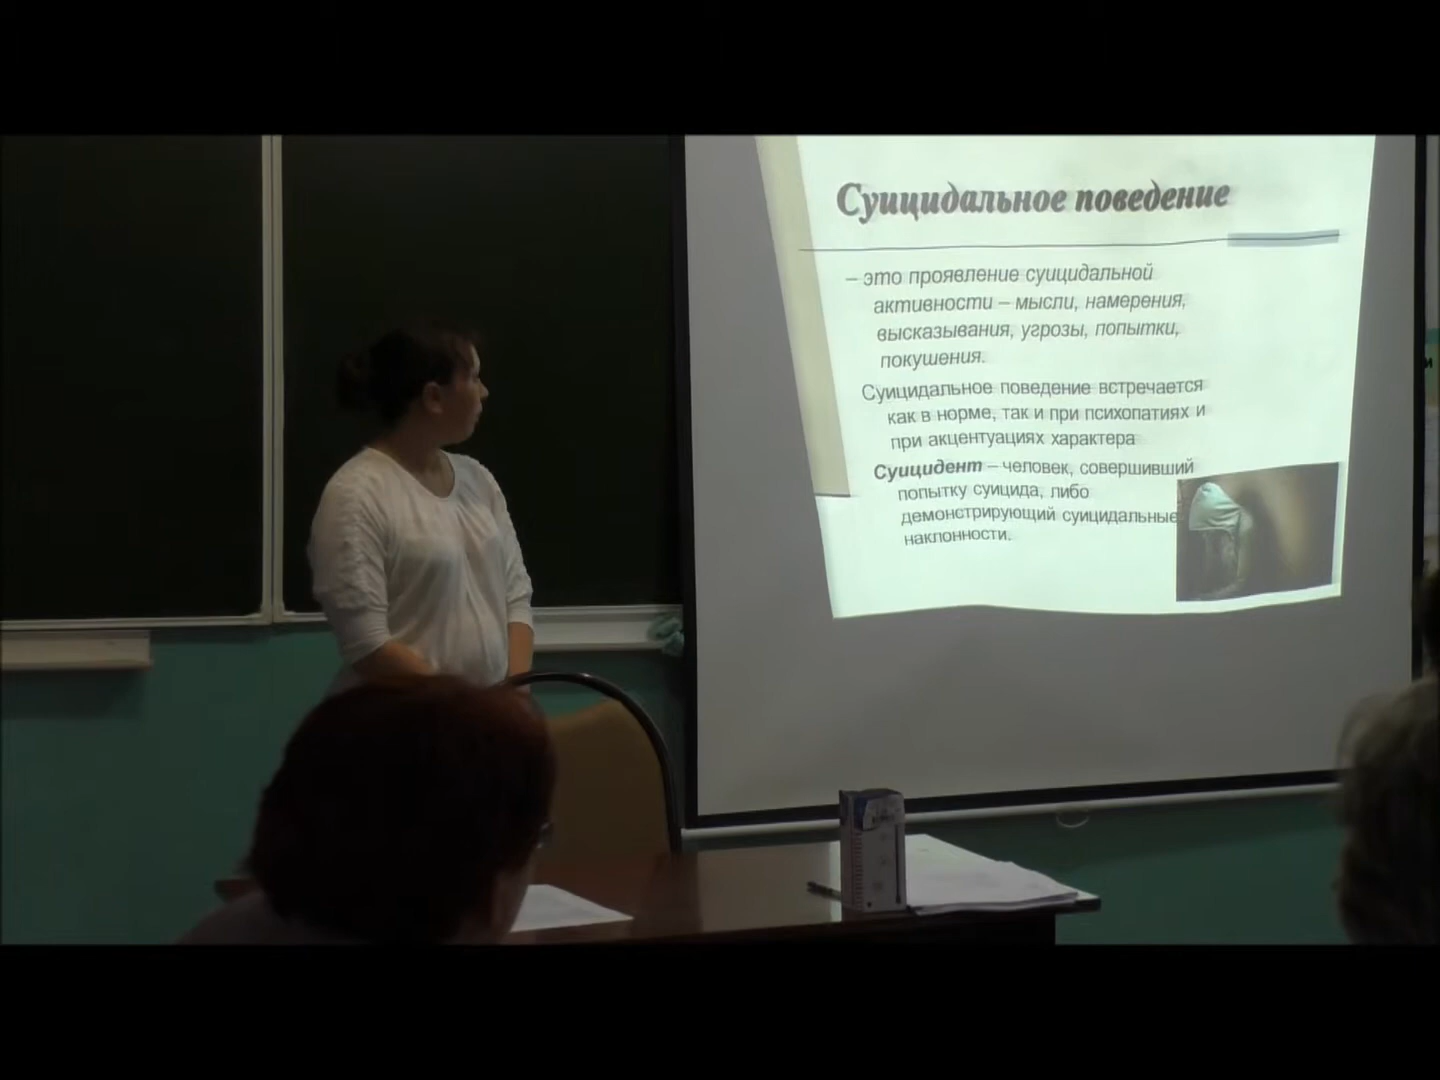 Суицидальное поведение
– это проявление суицидальной
активности – мысли, намерения,
высказывания, угрозы, попытки,
покушения.
Суицидальное поведение встречается
как в норме, так и при психопатиях и
при акцентуациях характера
Суицидент – человек, совершивший
попытку суицида, либо
демонстрирующий суицидальные
наклонности.